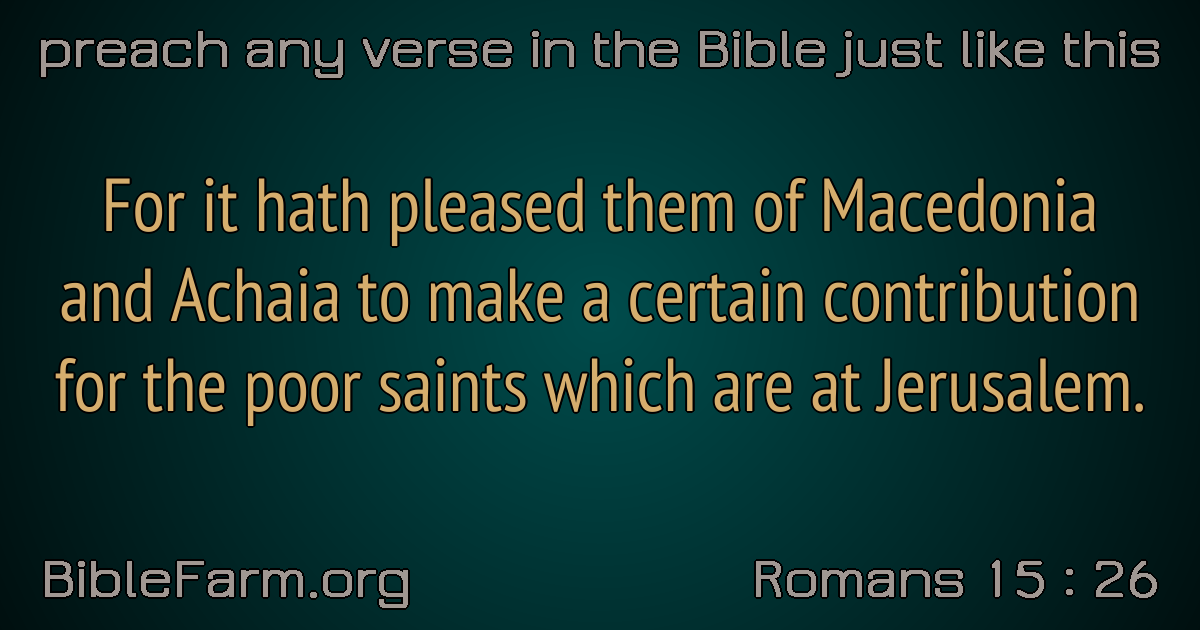 preach any verse in the Bible just like this
For it hath pleased them of Macedonia
and Achaia to make a certain contribution
for the poor saints which are at Jerusalem.
BibleFarm.org
Romans 15 : 26